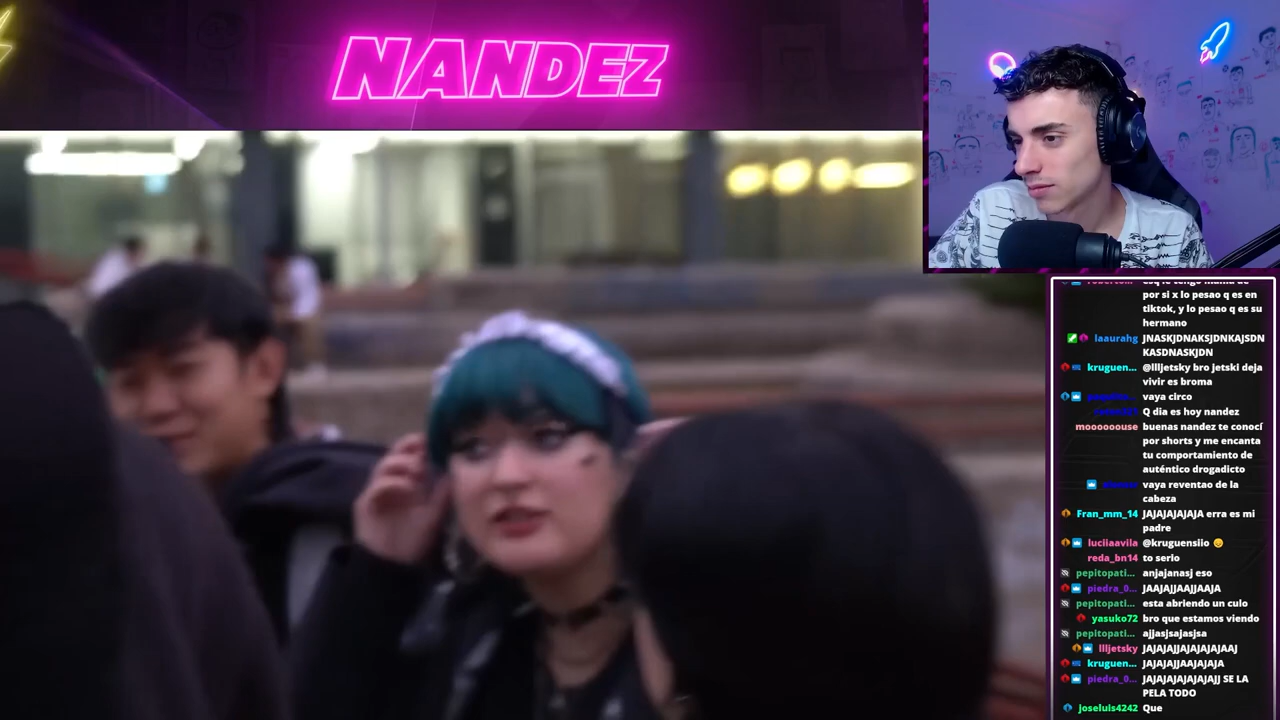 NANDEZ
por si x lo pesao q es en
tiktok, y lo pesao q es su
hermano
laaurahg JNASKJDNAKSJDNKAJSDN
KASDNASKJDN
kruguen... @llljetsky bro jetski deja
vivir es broma
vaya circo
Q dia es hoy nandez
mooooouse buenas nandez te conocí
por shorts y me encanta
tu comportamiento de
auténtico drogadicto
vaya reventao de la
cabeza
Fran_mm_14 JAJAJAJAJAJA erra es mi
padre
luciiaavila @kruguensiio
reda_bn14 to serio
pepitopati... anjajanasj eso
piedra_0... JAAJAJJAAJJAAJA
pepitopati... esta abriendo un culo
yasuko72 bro que estamos viendo
pepitopati... ajjasjsajasjsa
llljetsky JAJAJAJJAJAJAJAJAAJ
kruguen... JAJAJAJJAAJAJAJA
piedra_0... JAJAJAJAJAJAJAJJ SE LA
PELA TODO
joseluis4242 Que